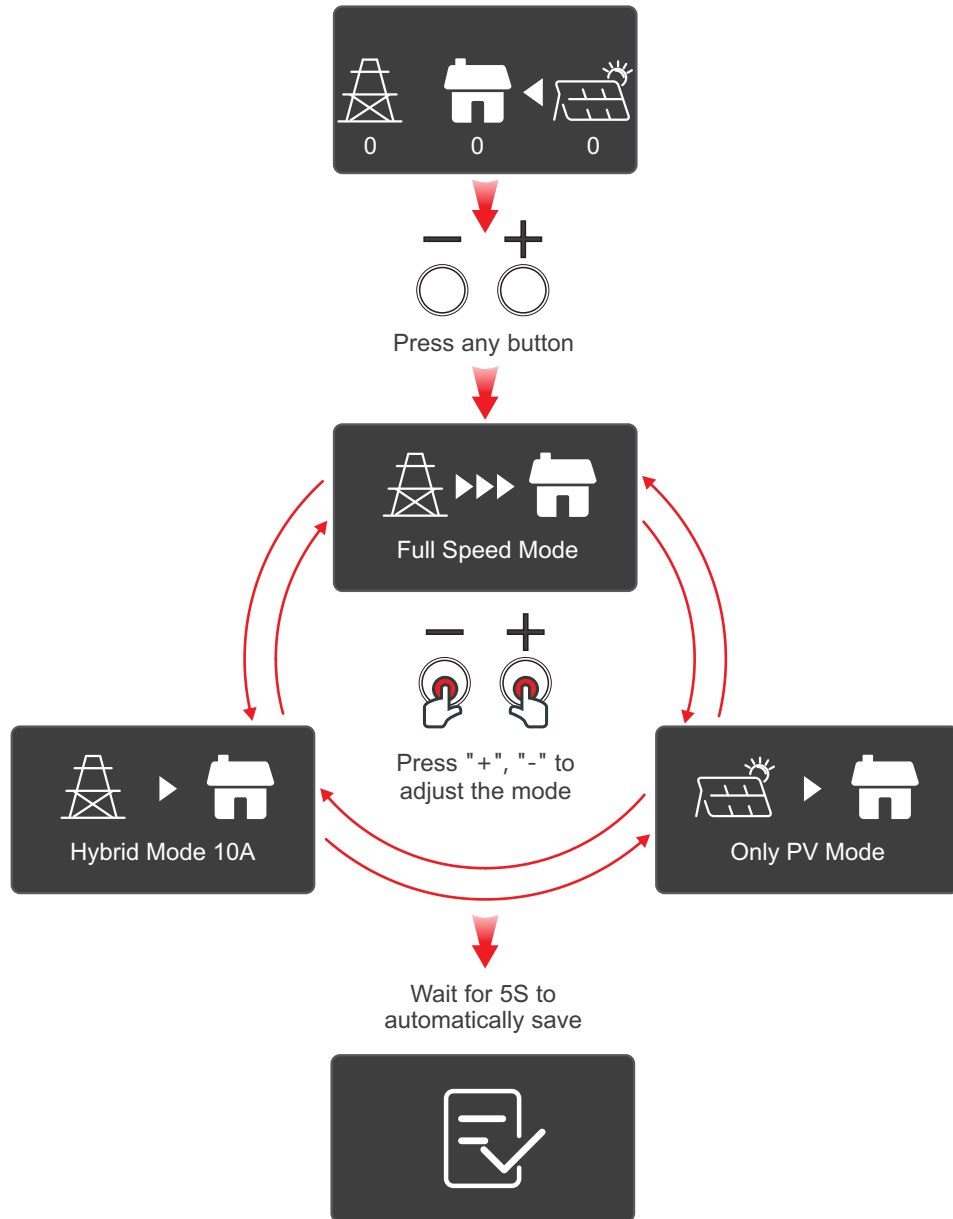 0 0 0
− +
Press any button
Full Speed Mode
− +
Press "+", "-" to
adjust the mode
Hybrid Mode 10A
Only PV Mode
Wait for 5S to
automatically save